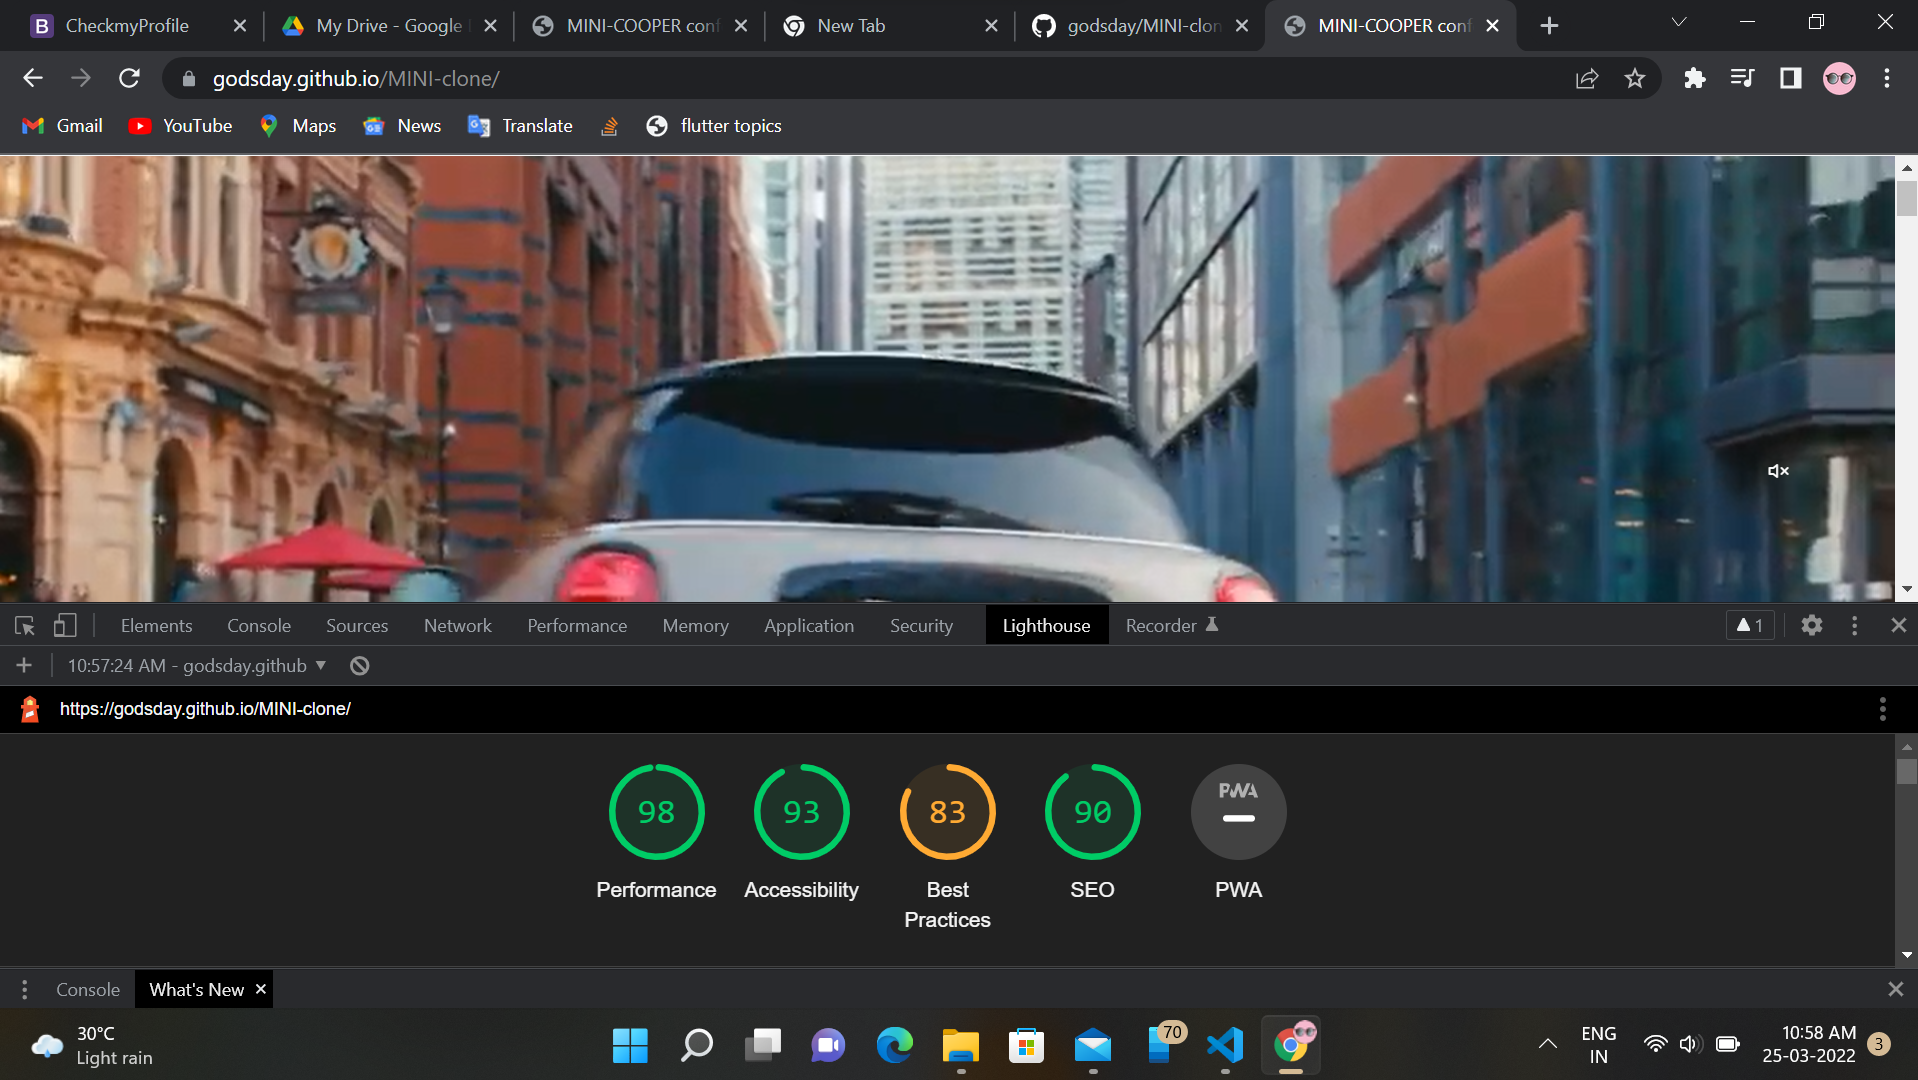 CheckmyProfile
My Drive - Google
MINI-COOPER conf
New Tab
godsday/MINI-clon
MINI-COOPER conf
godsday.github.io/MINI-clone/
Gmail
YouTube
Maps
News
Translate
flutter topics
Elements
Console
Sources
Network
Performance
Memory
Application
Security
Lighthouse
Recorder
1
10:57:24 AM - godsday.github
https://godsday.github.io/MINI-clone/
98
93
83
90
PWA
Performance
Accessibility
Best
Practices
SEO
PWA
Console
What's New
30°C
Light rain
70
ENG
IN
10:58 AM
25-03-2022
3